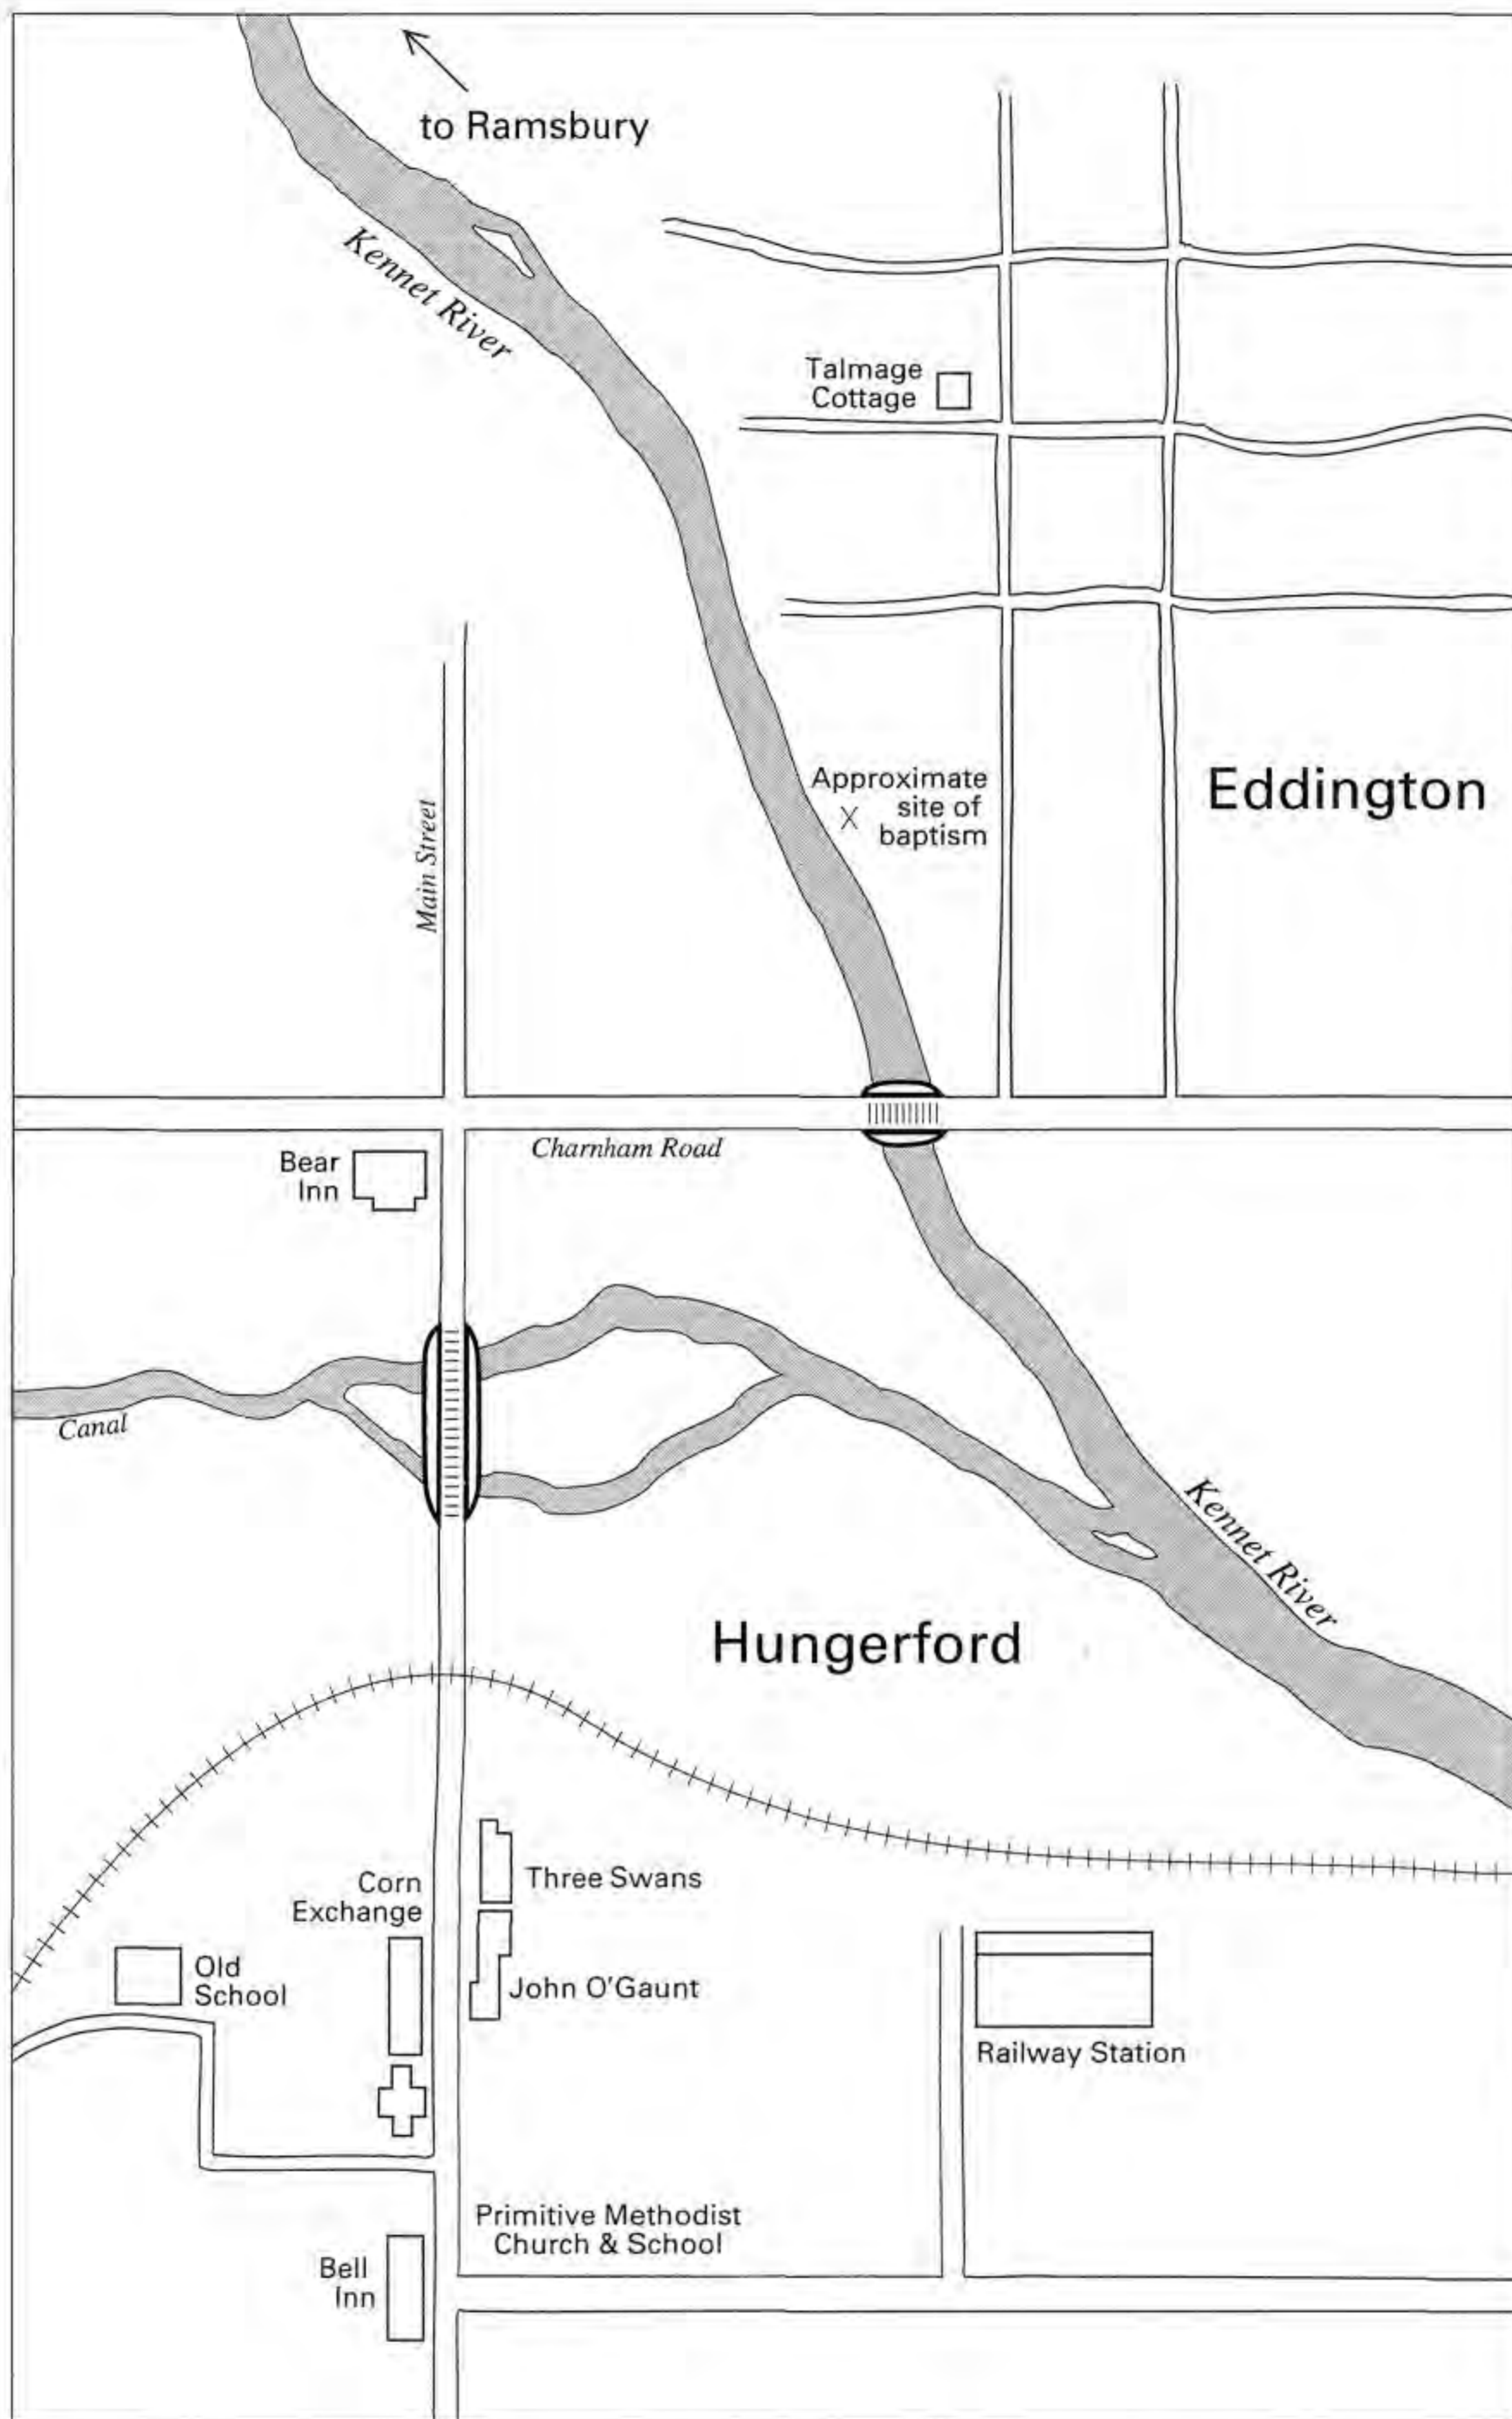 to Ramsbury
Kennet River
Talmage
Cottage
Approximate
X site of
baptism
Eddington
Main Street
Charnham Road
Bear
Inn
Canal
Kennet River
Hungerford
Three Swans
Corn
Exchange
Old
School
John O'Gaunt
Railway Station
Primitive Methodist
Church & School
Bell
Inn